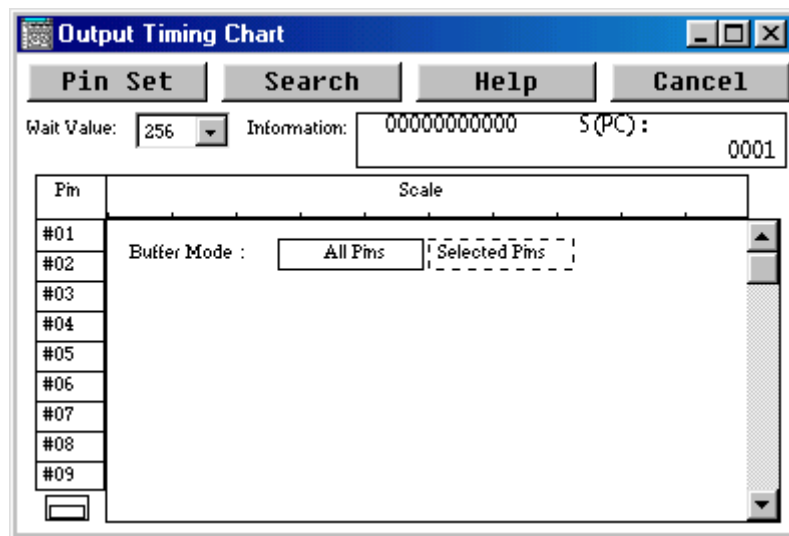 Output Timing Chart
Pin Set Search Help Cancel
Wait Value: 256 Information: 00000000000 S(PC):
0001
Pin Scale
#01
Buffer Mode : All Pins Selected Pins
#02
#03
#04
#05
#06
#07
#08
#09